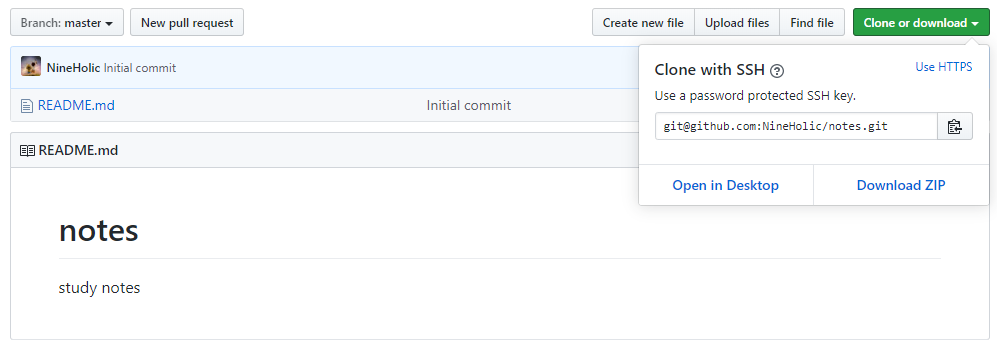 Branch: master New pull request Create new file Upload files Find file Clone or download
NineHolic Initial commit
README.md Initial commit
Clone with SSH ? Use HTTPS
Use a password protected SSH key.
git@github.com:NineHolic/notes.git
Open in Desktop Download ZIP
README.md
notes
study notes